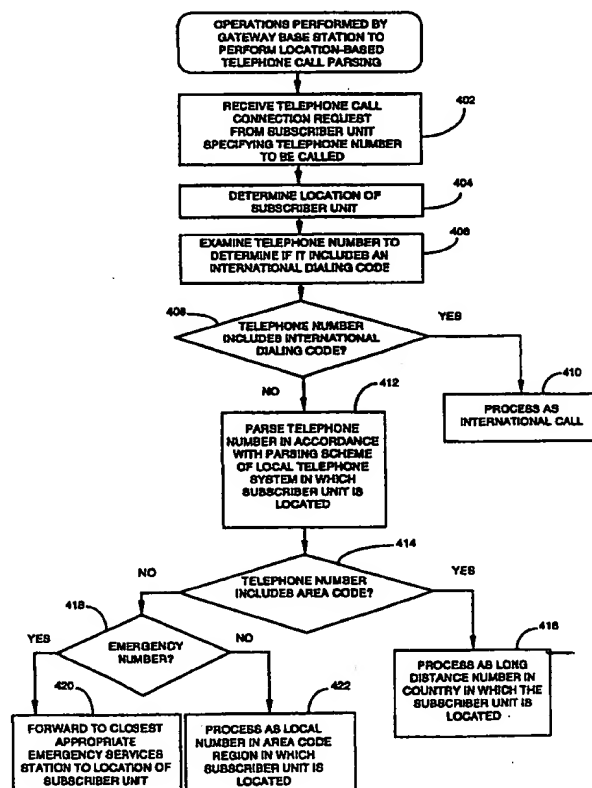 OPERATIONS PERFORMED BY
GATEWAY BASE STATION TO
PERFORM LOCATION-BASED
TELEPHONE CALL PARSING
RECEIVE TELEPHONE CALL
CONNECTION REQUEST
FROM SUBSCRIBER UNIT
SPECIFYING TELEPHONE NUMBER
TO BE CALLED
402
DETERMINE LOCATION OF
SUBSCRIBER UNIT
404
EXAMINE TELEPHONE NUMBER TO
DETERMINE IF IT INCLUDES AN
INTERNATIONAL DIALING CODE
406
408
TELEPHONE NUMBER
INCLUDES INTERNATIONAL
DIALING CODE?
YES
NO
410
PROCESS AS
INTERNATIONAL CALL
412
PARSE TELEPHONE
NUMBER IN ACCORDANCE
WITH PARSING SCHEME
OF LOCAL TELEPHONE
SYSTEM IN WHICH
SUBSCRIBER UNIT IS
LOCATED
414
TELEPHONE NUMBER
INCLUDES AREA CODE?
NO
YES
418
EMERGENCY
NUMBER?
YES
NO
416
PROCESS AS LONG
DISTANCE NUMBER IN
COUNTRY IN WHICH THE
SUBSCRIBER UNIT IS
LOCATED
420
FORWARD TO CLOSEST
APPROPRIATE
EMERGENCY SERVICES
STATION TO LOCATION OF
SUBSCRIBER UNIT
422
PROCESS AS LOCAL
NUMBER IN AREA CODE
REGION IN WHICH
SUBSCRIBER UNIT IS
LOCATED